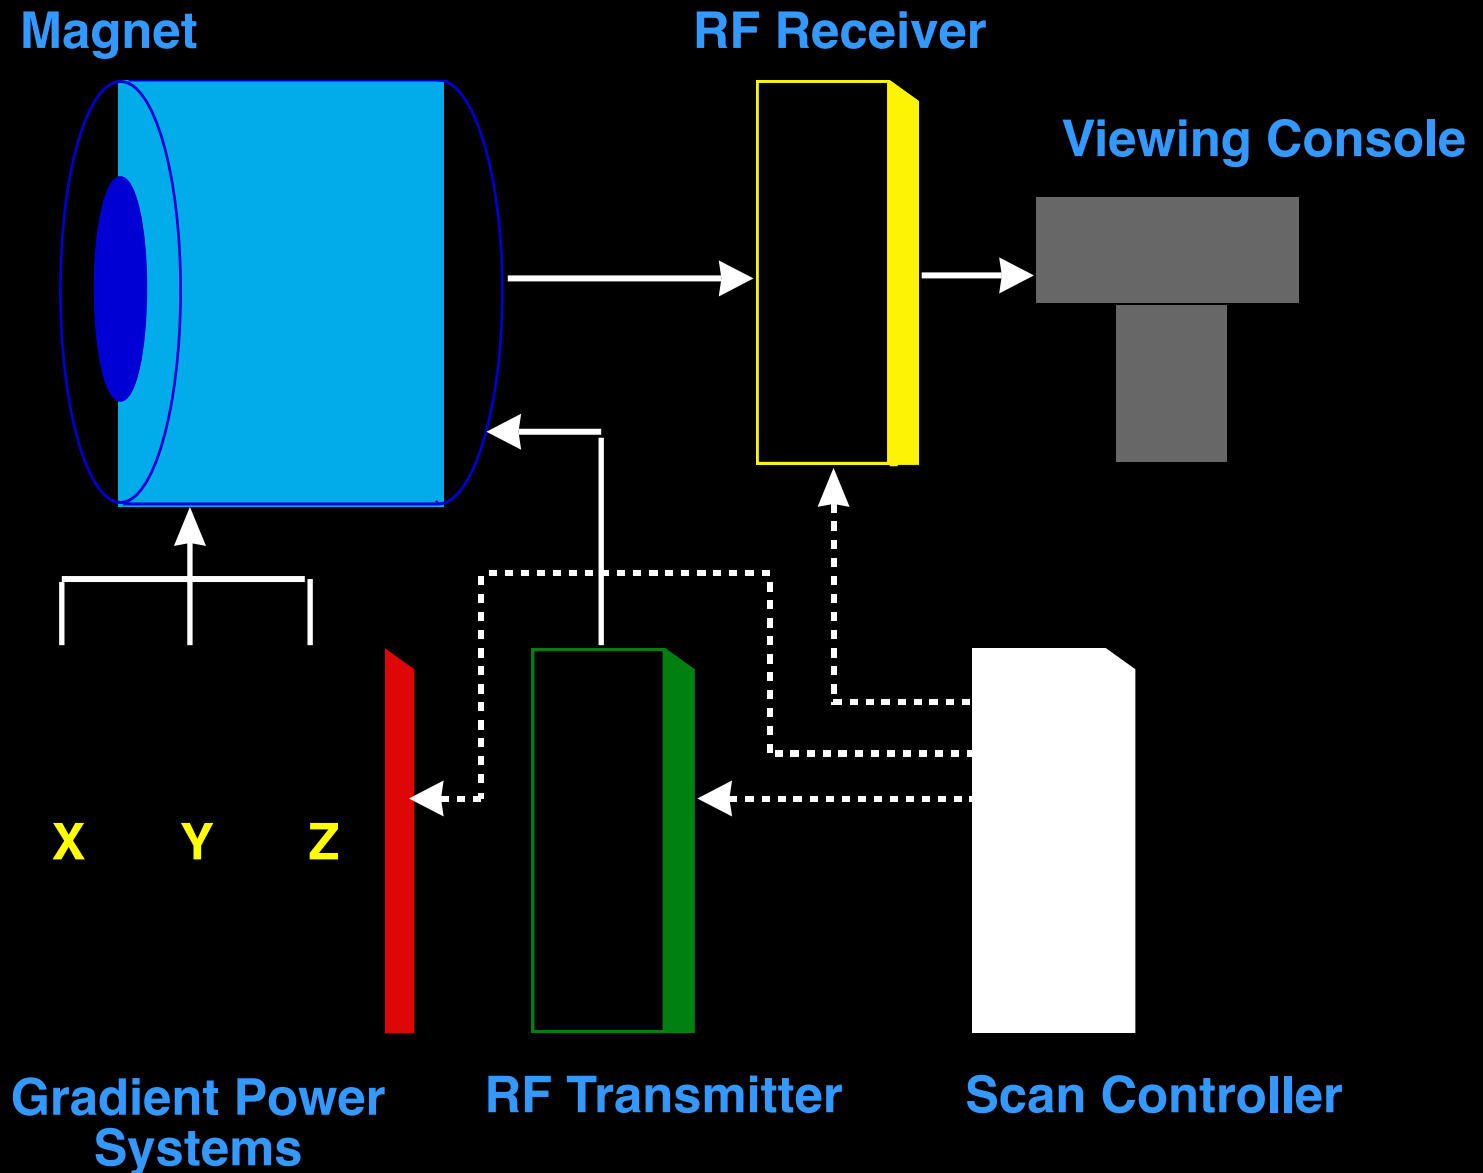 Magnet
RF Receiver
Viewing Console
X Y Z
Gradient Power
Systems
RF Transmitter
Scan Controller